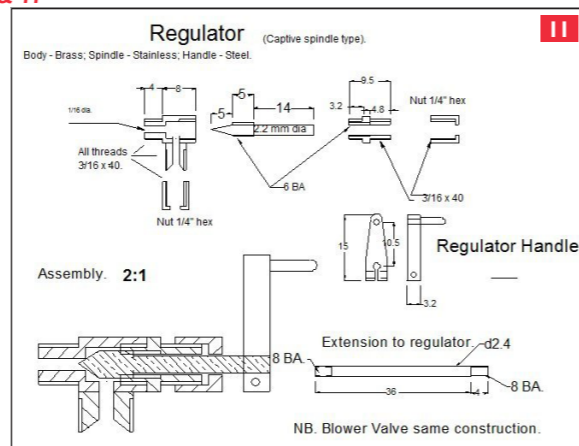 Regulator (Captive spindle type).
II
Body - Brass; Spindle - Stainless; Handle - Steel.
4
8
5
5
14
9.5
3.2
4.8
Nut 1/4" hex
1/16 dia.
2.2 mm dia
All threads
3/16 x 40.
6 BA
3/16 x 40
Nut 1/4" hex
15
Regulator Handle
3.2
Assembly. 2:1
Extension to regulator.
d2.4
8 BA.
36
4
8 BA.
NB. Blower Valve same construction.